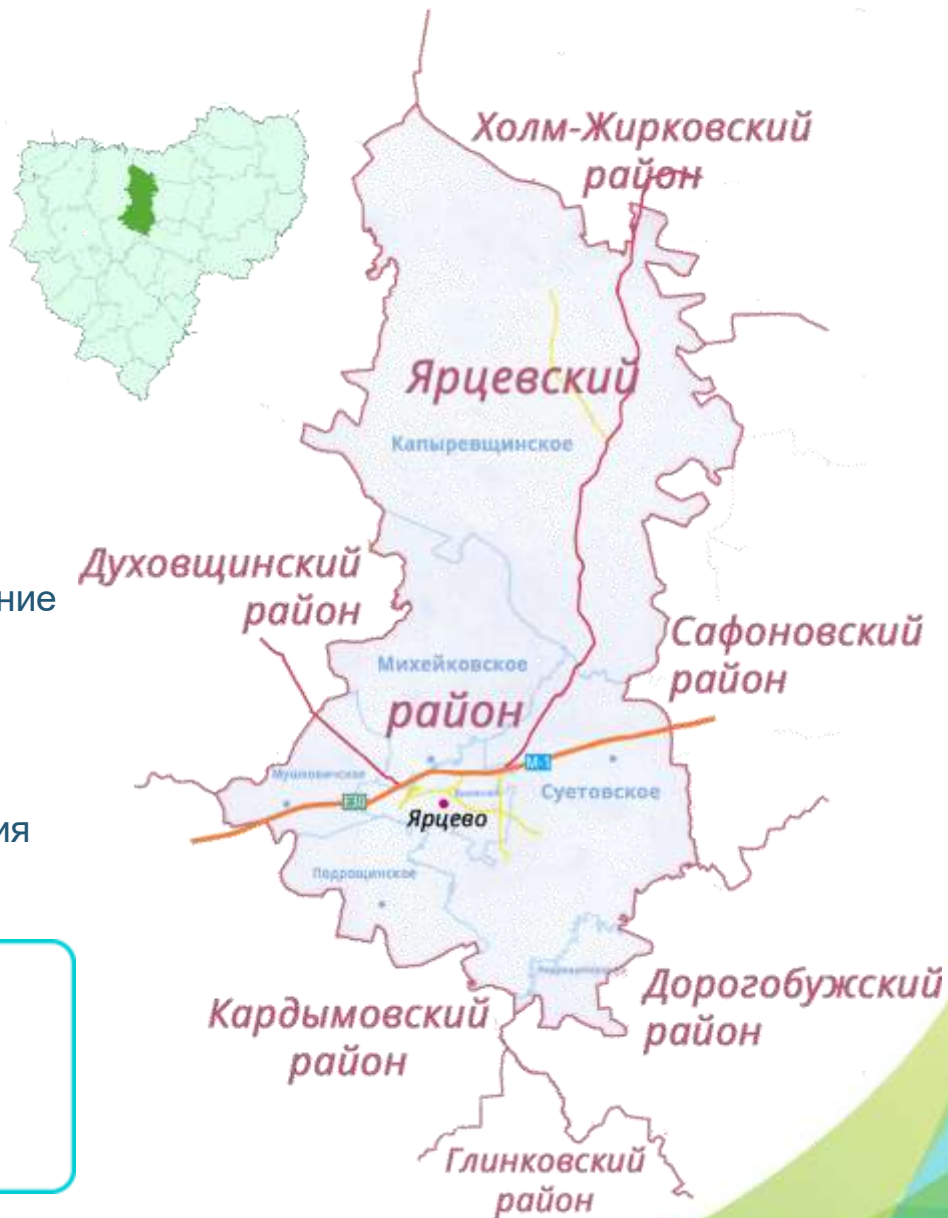 Холм-Жирковский
район
Ярцевский
Капыревщинское
Духовщинский
район
ние
Сафоновский
район
Михейковское
район
М-1
Мушковичское
Суетовское
Е30
Ярцево
ия
Подрощинское
Дорогобужский
район
Кардымовский
район
Глинковский
район